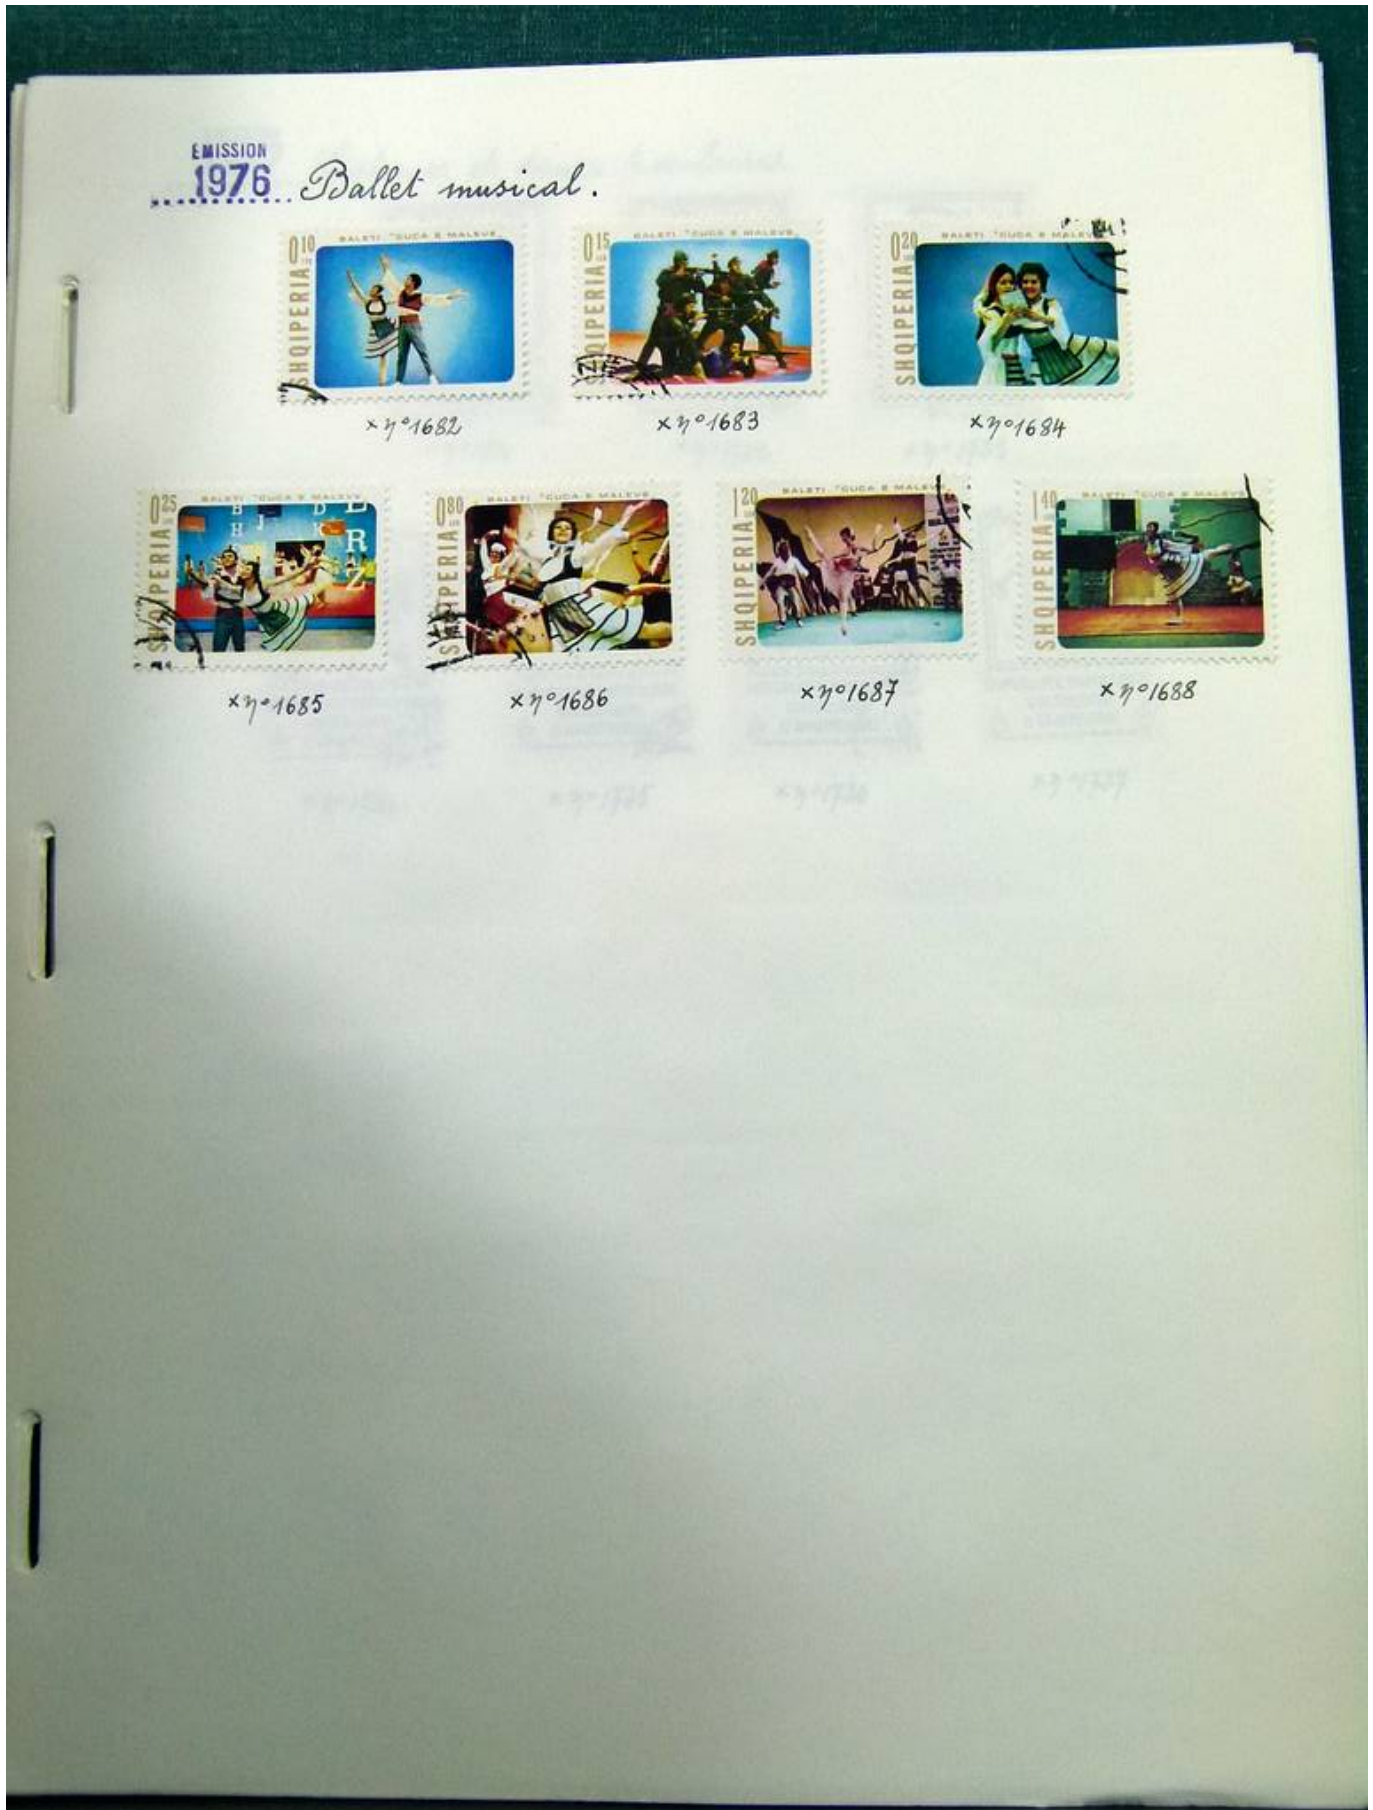 EMISSION
1976 Ballet musical.
0,10 BALETI "CUCA E MALEVE"
SHQIPERIA
0,15 BALETI "CUCA E MALEVE"
SHQIPERIA
0,20 BALETI "CUCA E MALEVE
SHQIPERIA
x n°1682
x n°1683
x n°1684
0,25 BALETI "CUCA E MALEVE
SHQIPERIA
B D
H J K
R
Z
0,80 BALETI "CUCA E MALEVE
SHQIPERIA
1,20 BALETI "CUCA E MALEVE
SHQIPERIA
1,40 BALETI "CUCA E MALEVE
SHQIPERIA
x n°1685
x n°1686
x n°1687
x n°1688